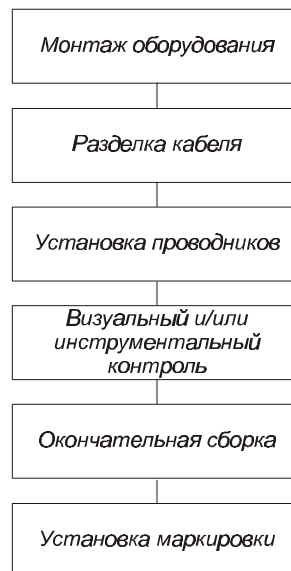 Монтаж оборудования
Разделка кабеля
Установка проводников
Визуальный и/или
инструментальный
контроль
Окончательная сборка
Установка маркировки